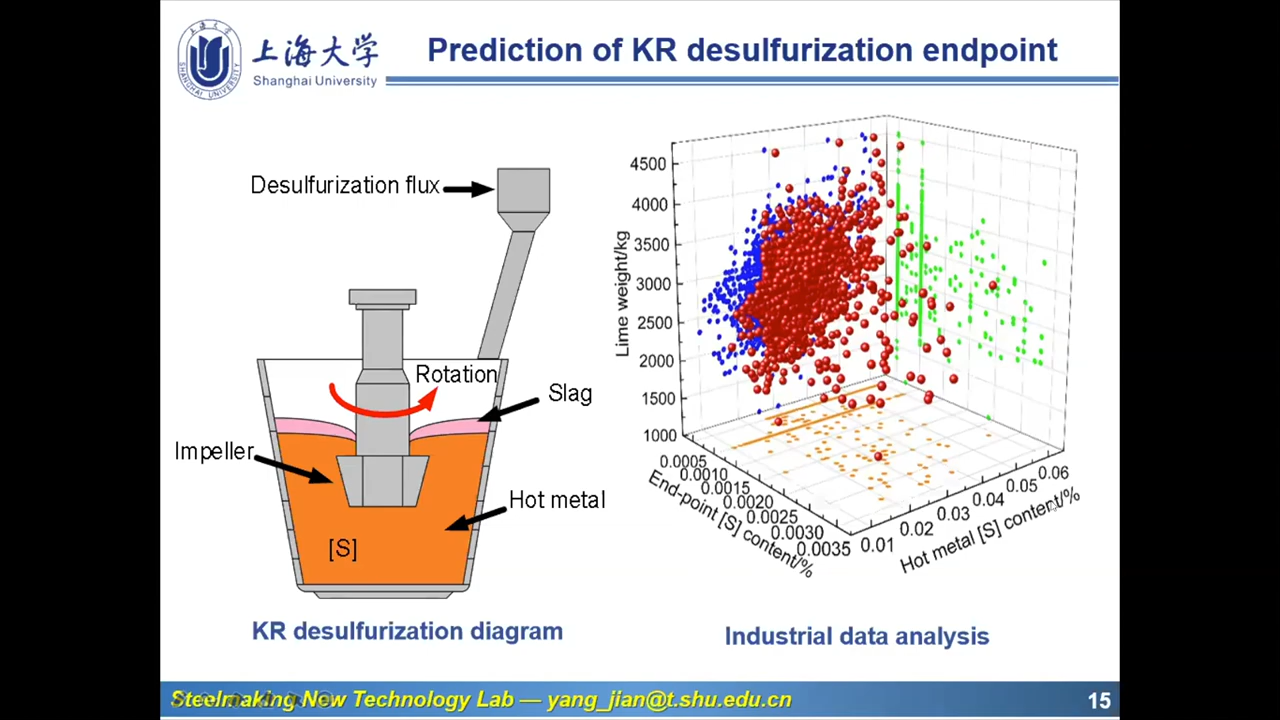 上海大学
Shanghai University
SHANGHAI UNIVERSITY
Prediction of KR desulfurization endpoint
Desulfurization flux
Rotation
Slag
Impeller
Hot metal
[S]
KR desulfurization diagram
Lime weight/kg
4500
4000
3500
3000
2500
2000
1500
1000
0.0005
0.0010
0.0015
0.0020
0.0025
0.0030
0.0035
End-point [S] content/%
0.01
0.02
0.03
0.04
0.05
0.06
Hot metal [S] content/%
Industrial data analysis
Steelmaking New Technology Lab — yang_jian@t.shu.edu.cn
15